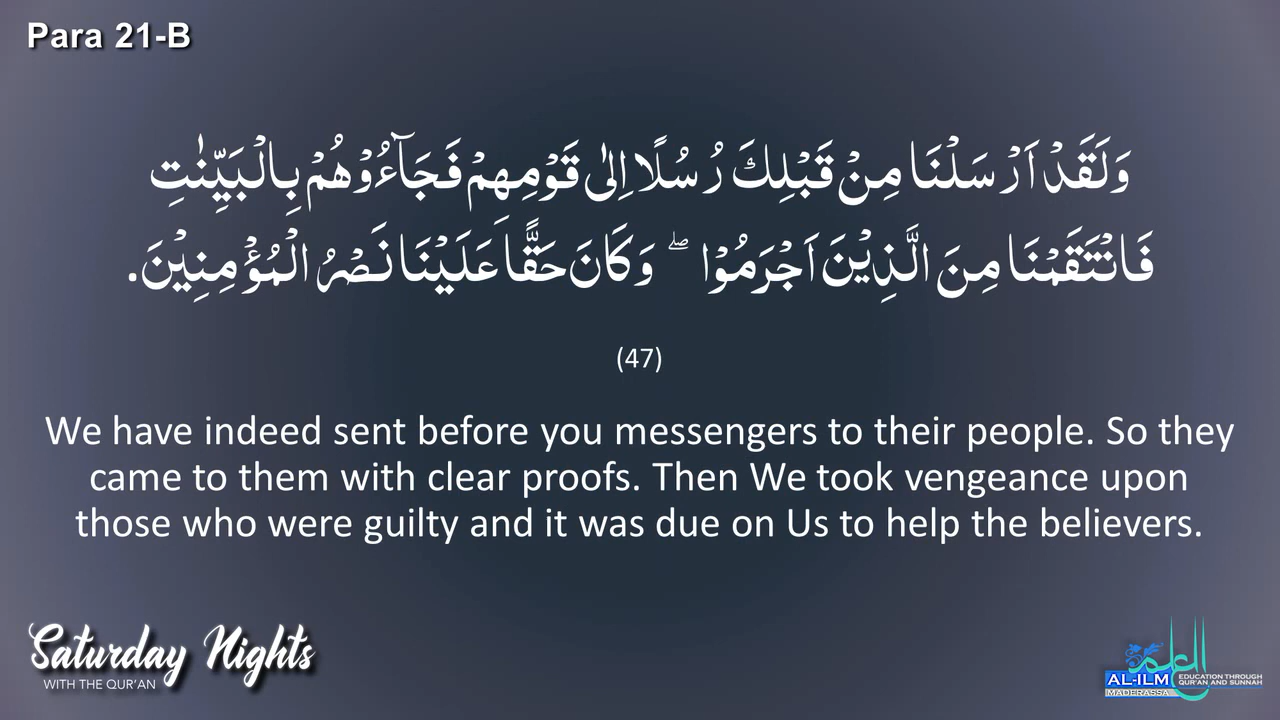 Para 21-B
وَلَقَدْ اَرْسَلْنَا مِنْ قَبْلِكَ رُسُلًا اِلٰى قَوْمِهِمْ فَجَآءُوْهُمْ بِالْبَيِّنٰتِ
فَانْتَقَمْنَا مِنَ الَّذِيْنَ اَجْرَمُوْا ۖ وَكَانَ حَقًّا عَلَيْنَا نَصْرُ الْمُؤْمِنِيْنَ.
(47)
We have indeed sent before you messengers to their people. So they
came to them with clear proofs. Then We took vengeance upon
those who were guilty and it was due on Us to help the believers.
Saturday Nights
WITH THE QUR'AN
العلم
AL-ILM
MADERASSA
EDUCATION THROUGH
QUR'AN AND SUNNAH